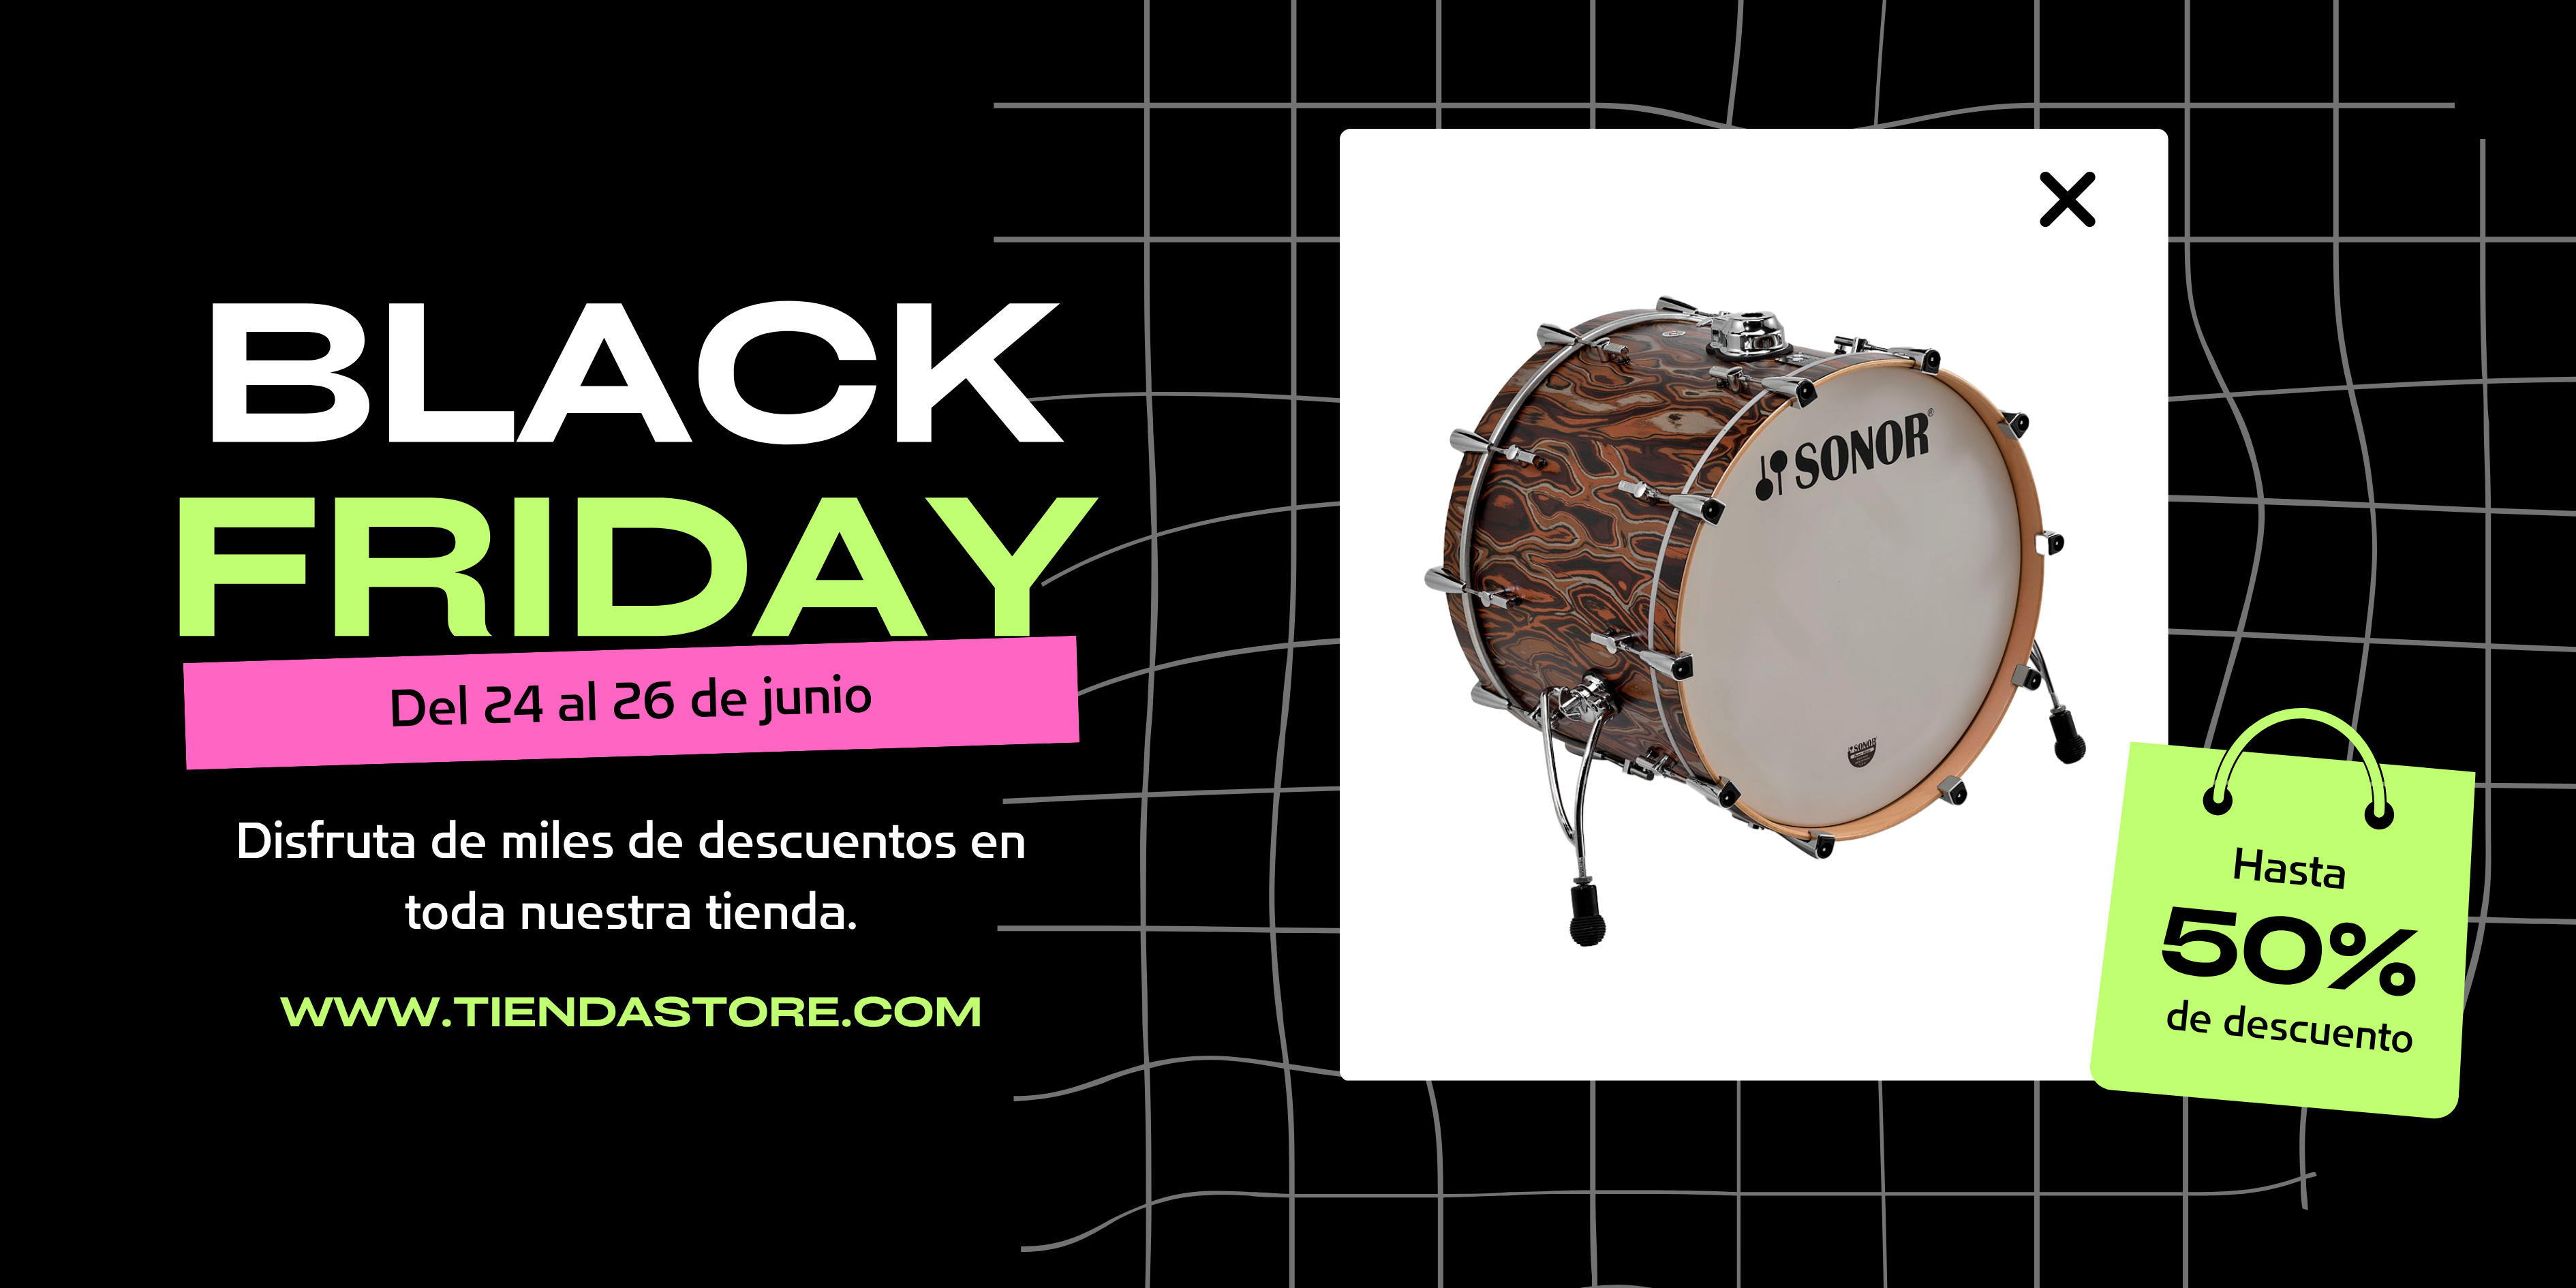 BLACK
FRIDAY
Del 24 al 26 de junio
Disfruta de miles de descuentos en
toda nuestra tienda.
WWW.TIENDASTORE.COM
SONOR®
SONOR
Hasta
50%
de descuento